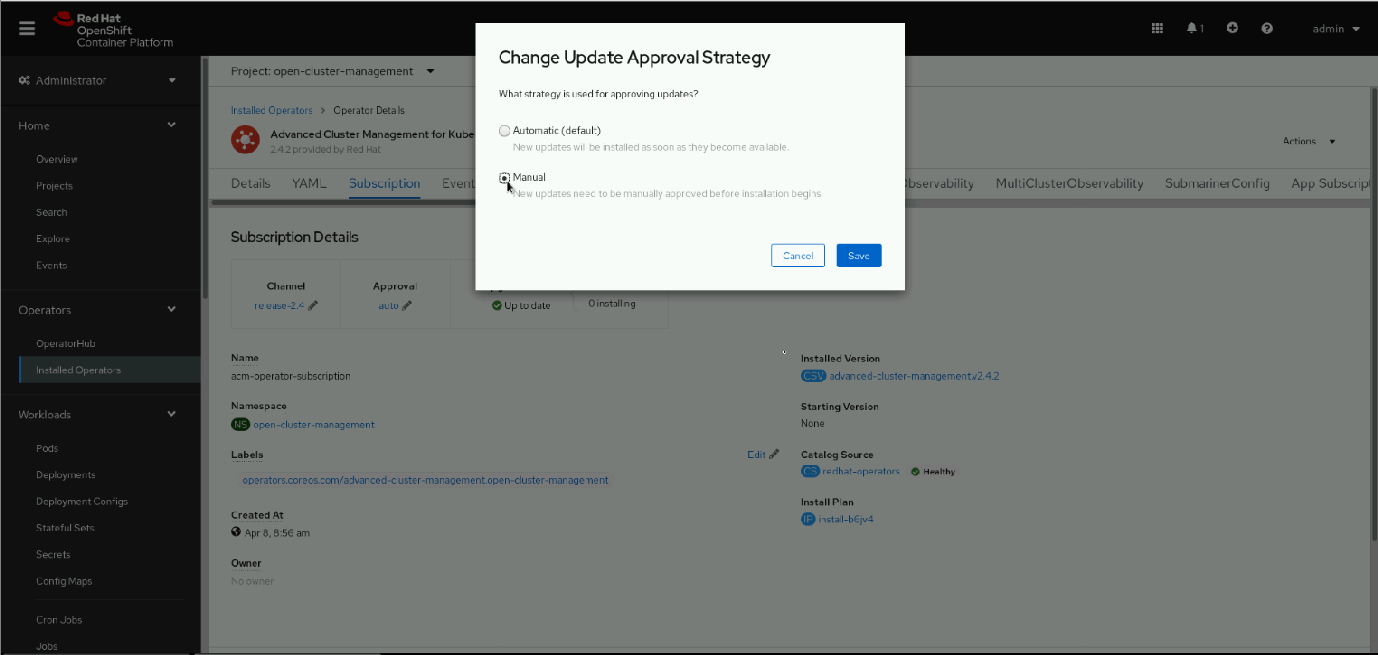 Red Hat
OpenShift
Container Platform
1
admin
Administrator
Home
Overview
Projects
Search
Explore
Events
Operators
OperatorHub
Installed Operators
Workloads
Pods
Deployments
Deployment Configs
Stateful Sets
Secrets
Config Maps
Cron Jobs
Jobs
Project: open-cluster-management
Installed Operators > Operator Details
Advanced Cluster Management for Kube
2.4.2 provided by Red Hat
Actions
Details YAML Subscription Event
bservability MultiClusterObservability SubmarinerConfig App Subscript
Change Update Approval Strategy
What strategy is used for approving updates?
Automatic (default)
New updates will be installed as soon as they become available.
Manual
New updates need to be manually approved before installation begins
Cancel Save
Subscription Details
Channel Approval
release-2.4 auto Up to date 0 installing
Name
acm-operator-subscription
Namespace
NS open-cluster-management
Labels Edit
operators.coreos.com/advanced-cluster-management.open-cluster-management
Created At
Apr 8, 8:56 am
Owner
No owner
Installed Version
CSV advanced-cluster-management.v2.4.2
Starting Version
None
Catalog Source
CS redhat-operators Healthy
Install Plan
IP install-b6jv4